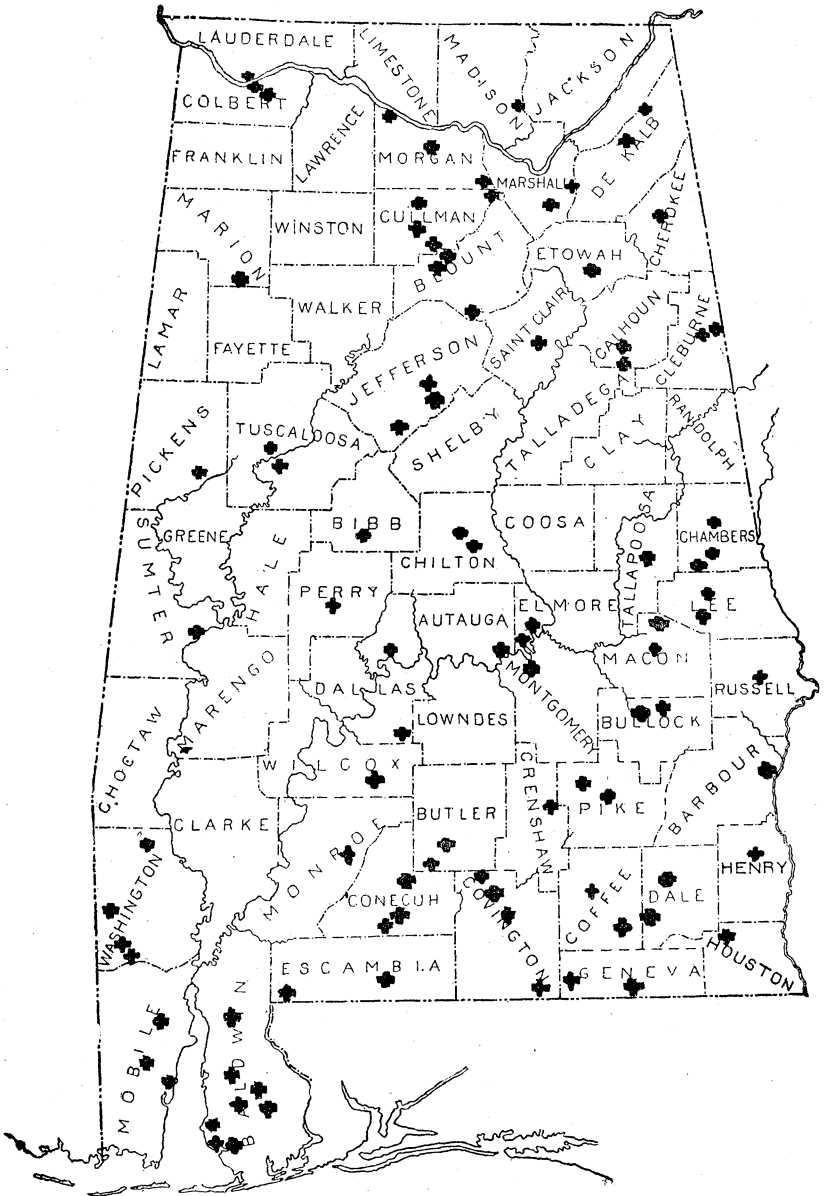 LAUDERDALE
LIMESTONE
MADISON
JACKSON
COLBERT
LAWRENCE
FRANKLIN
MORGAN
MARSHALL
DE KALB
CHEROKEE
MARION
WINSTON
CULLMAN
BLOUNT
ETOWAH
LAMAR
FAYETTE
WALKER
JEFFERSON
SAINT CLAIR
CALHOUN
CLEBURNE
PICKENS
TUSCALOOSA
SHELBY
TALLADEGA
CLAY
RANDOLPH
SUMTER
GREENE
HALE
BIBB
CHILTON
COOSA
TALLAPOOSA
CHAMBERS
PERRY
AUTAUGA
ELMORE
LEE
MARENGO
DALLAS
LOWNDES
MONTGOMERY
MACON
BULLOCK
RUSSELL
CHOCTAW
WILCOX
CLARKE
MONROE
BUTLER
CRENSHAW
PIKE
BARBOUR
HENRY
WASHINGTON
CONECUH
COVINGTON
COFFEE
DALE
HOUSTON
ESCAMBIA
GENEVA
MOBILE
BALDWIN